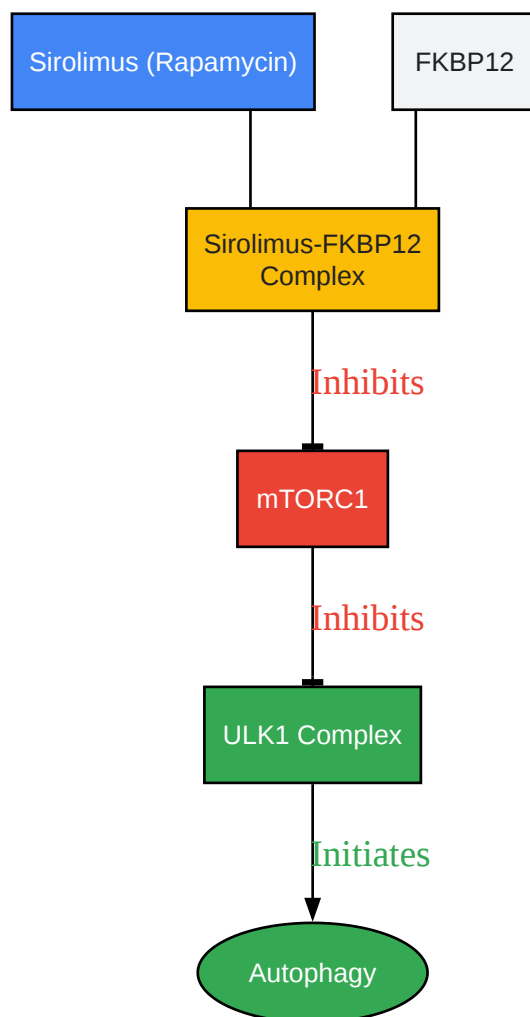 Sirolimus (Rapamycin)
FKBP12
Sirolimus-FKBP12
Complex
Inhibits
mTORC1
Inhibits
ULK1 Complex
Initiates
Autophagy